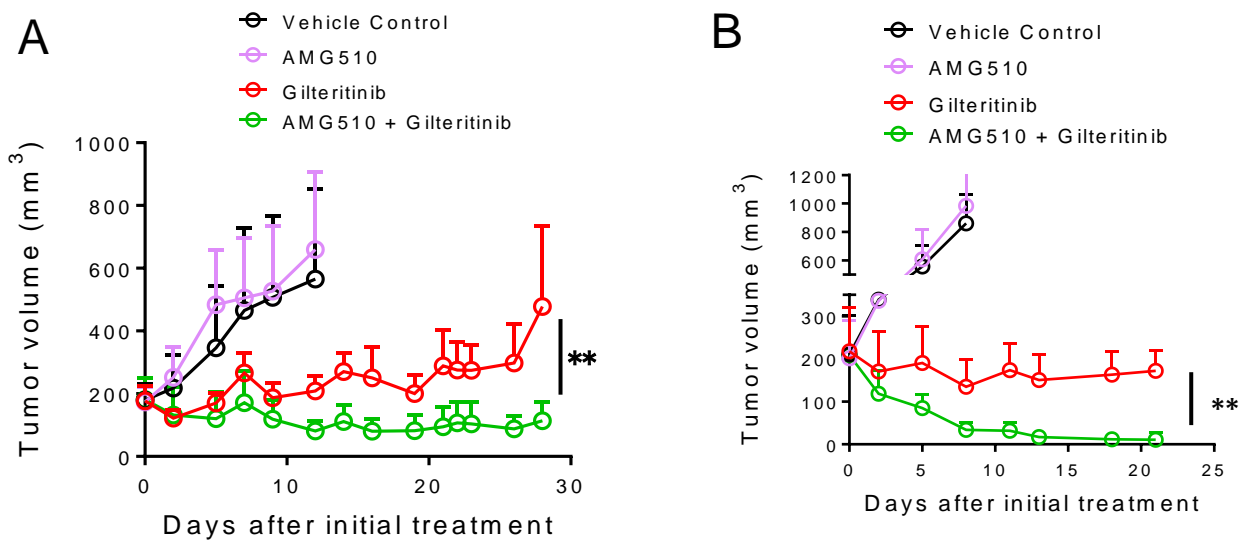 A
Vehicle Control
AMG510
Gilteritinib
AMG510 + Gilteritinib
Tumor volume (mm3)
1000
800
600
400
200
0
**
0 10 20 30
Days after initial treatment
B
Vehicle Control
AMG510
Gilteritinib
AMG510 + Gilteritinib
Tumor volume (mm3)
1200
1000
800
600
300
200
100
0
**
0 5 10 15 20 25
Days after initial treatment